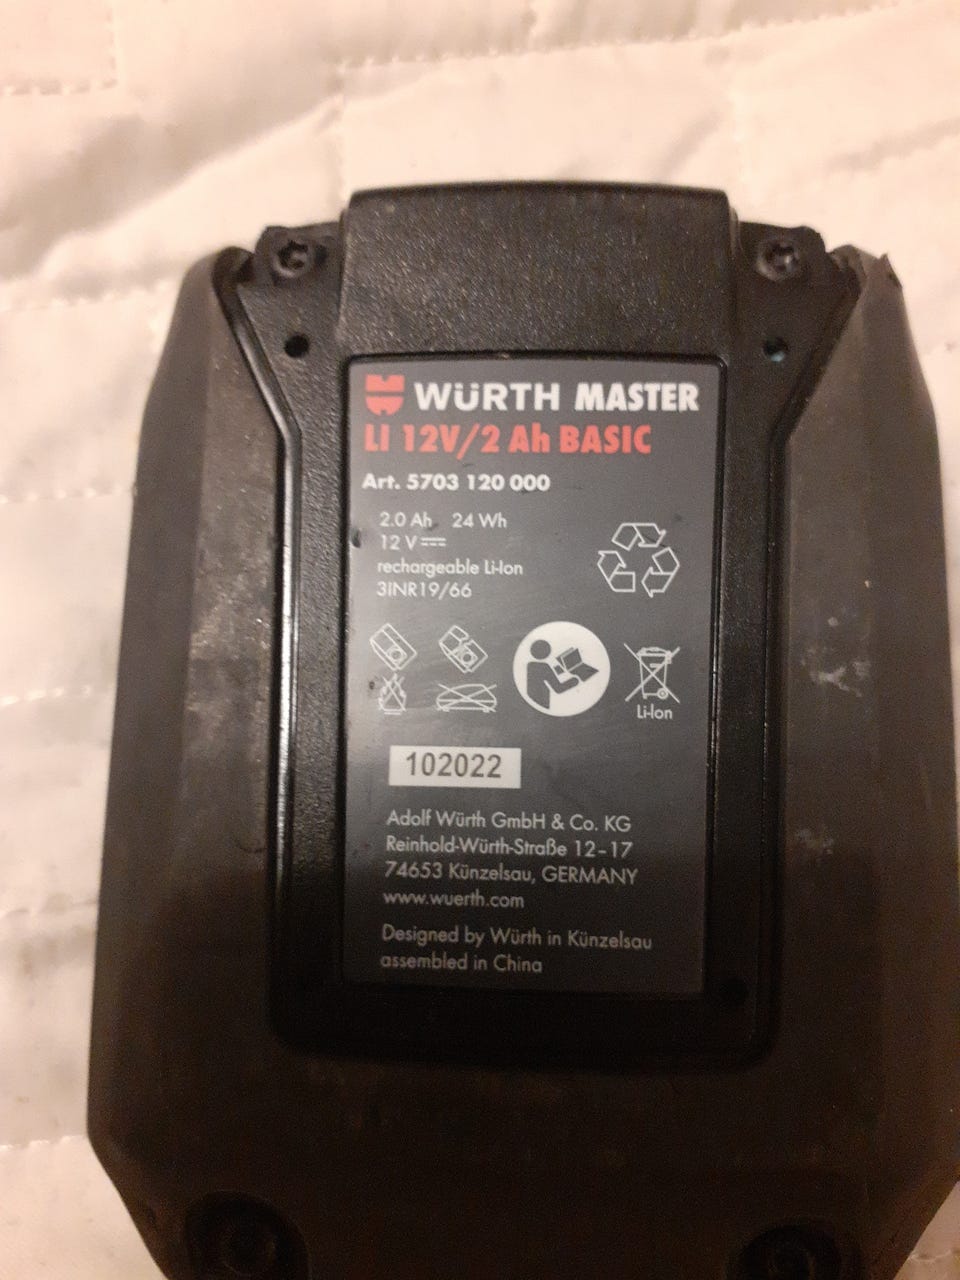 WÜRTH MASTER
LI 12V/2 Ah BASIC
Art. 5703 120 000
2.0 Ah 24 Wh
12 V⎓
rechargeable Li-Ion
3INR19/66
Li-Ion
102022
Adolf Würth GmbH & Co. KG
Reinhold-Würth-Straße 12-17
74653 Künzelsau, GERMANY
www.wuerth.com
Designed by Würth in Künzelsau
assembled in China